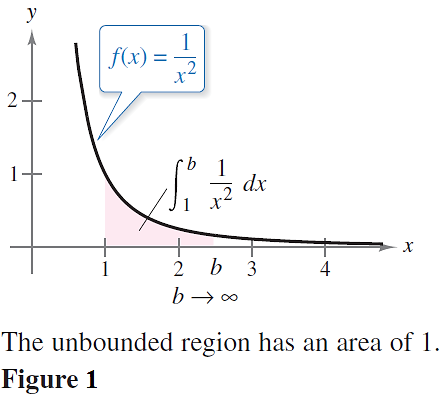 y
f(x) = 1/x²
2
1
∫₁ᵇ 1/x² dx
x
1 2 b 3 4
b → ∞
The unbounded region has an area of 1.
Figure 1